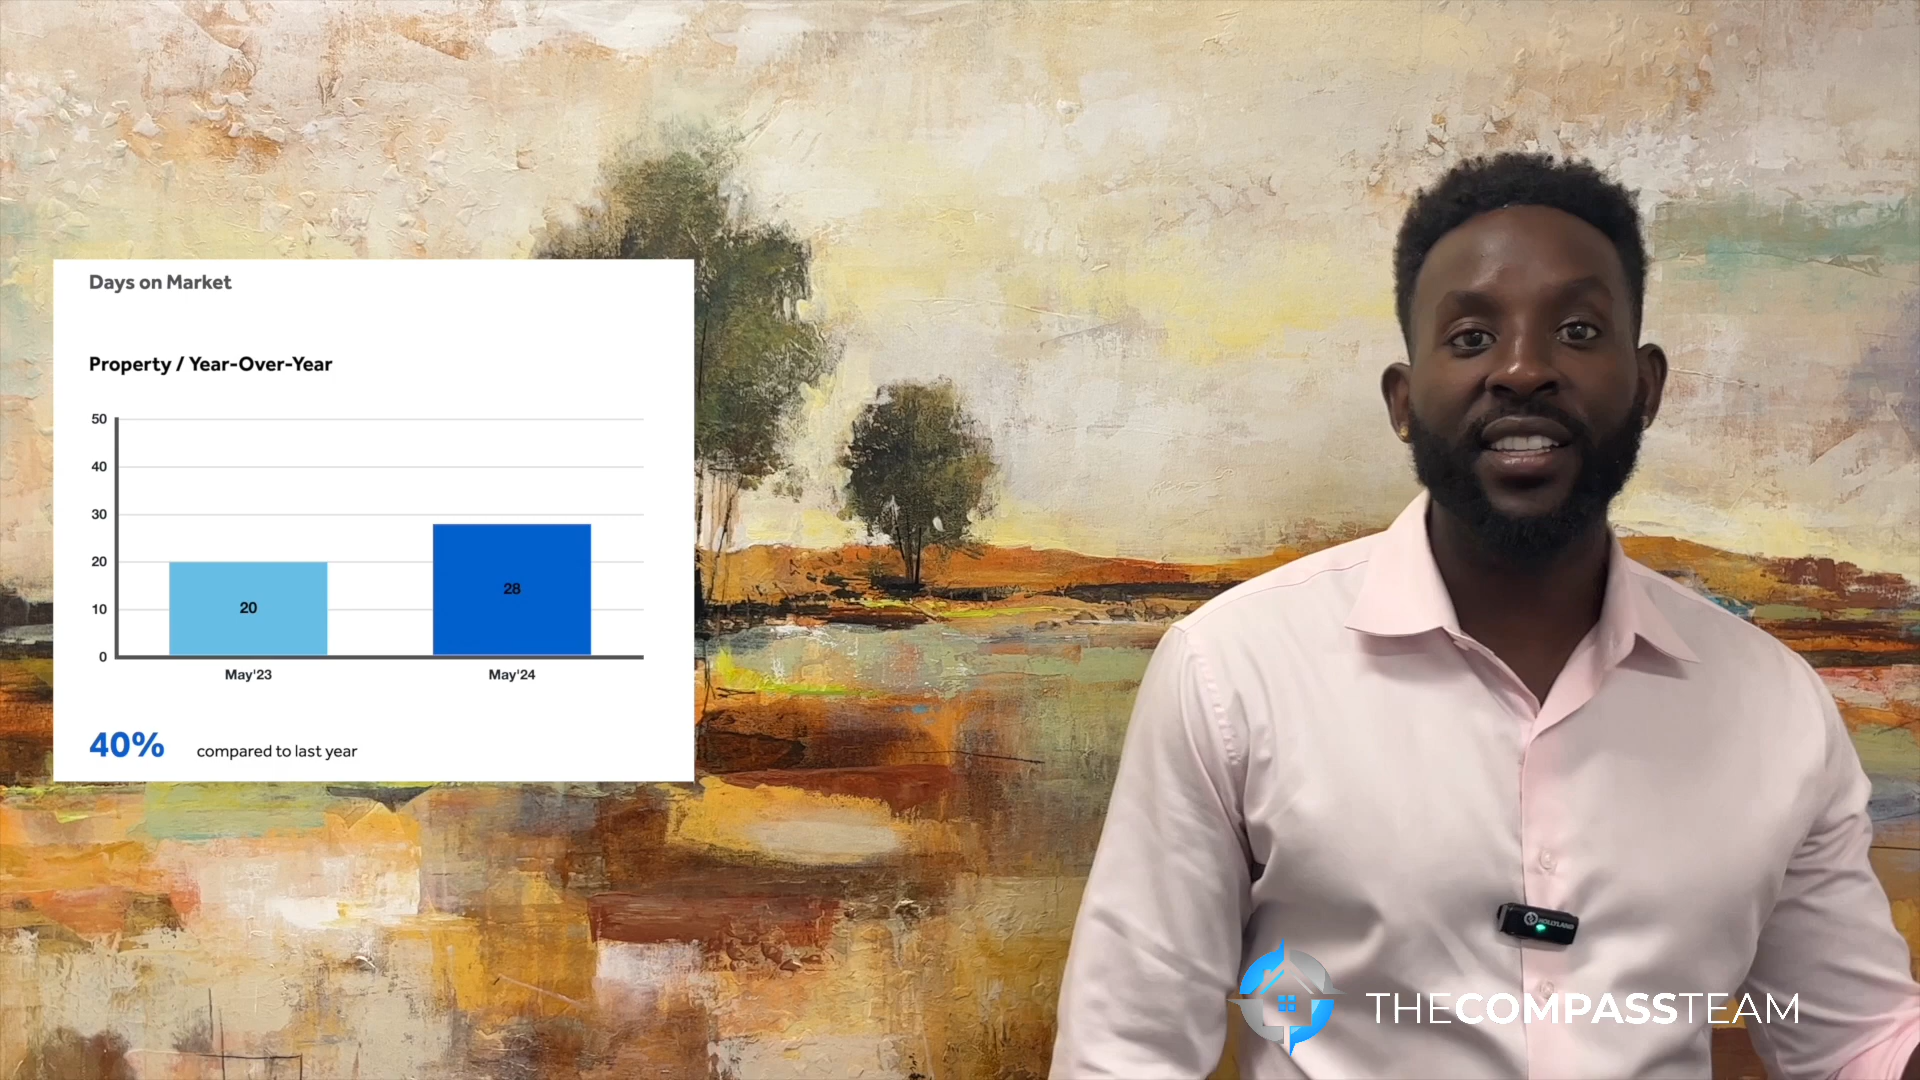 Days on Market
Property / Year-Over-Year
50
40
30
20
10
0
20
28
May'23
May'24
40% compared to last year
HOLLYLAND
THECOMPASSTEAM